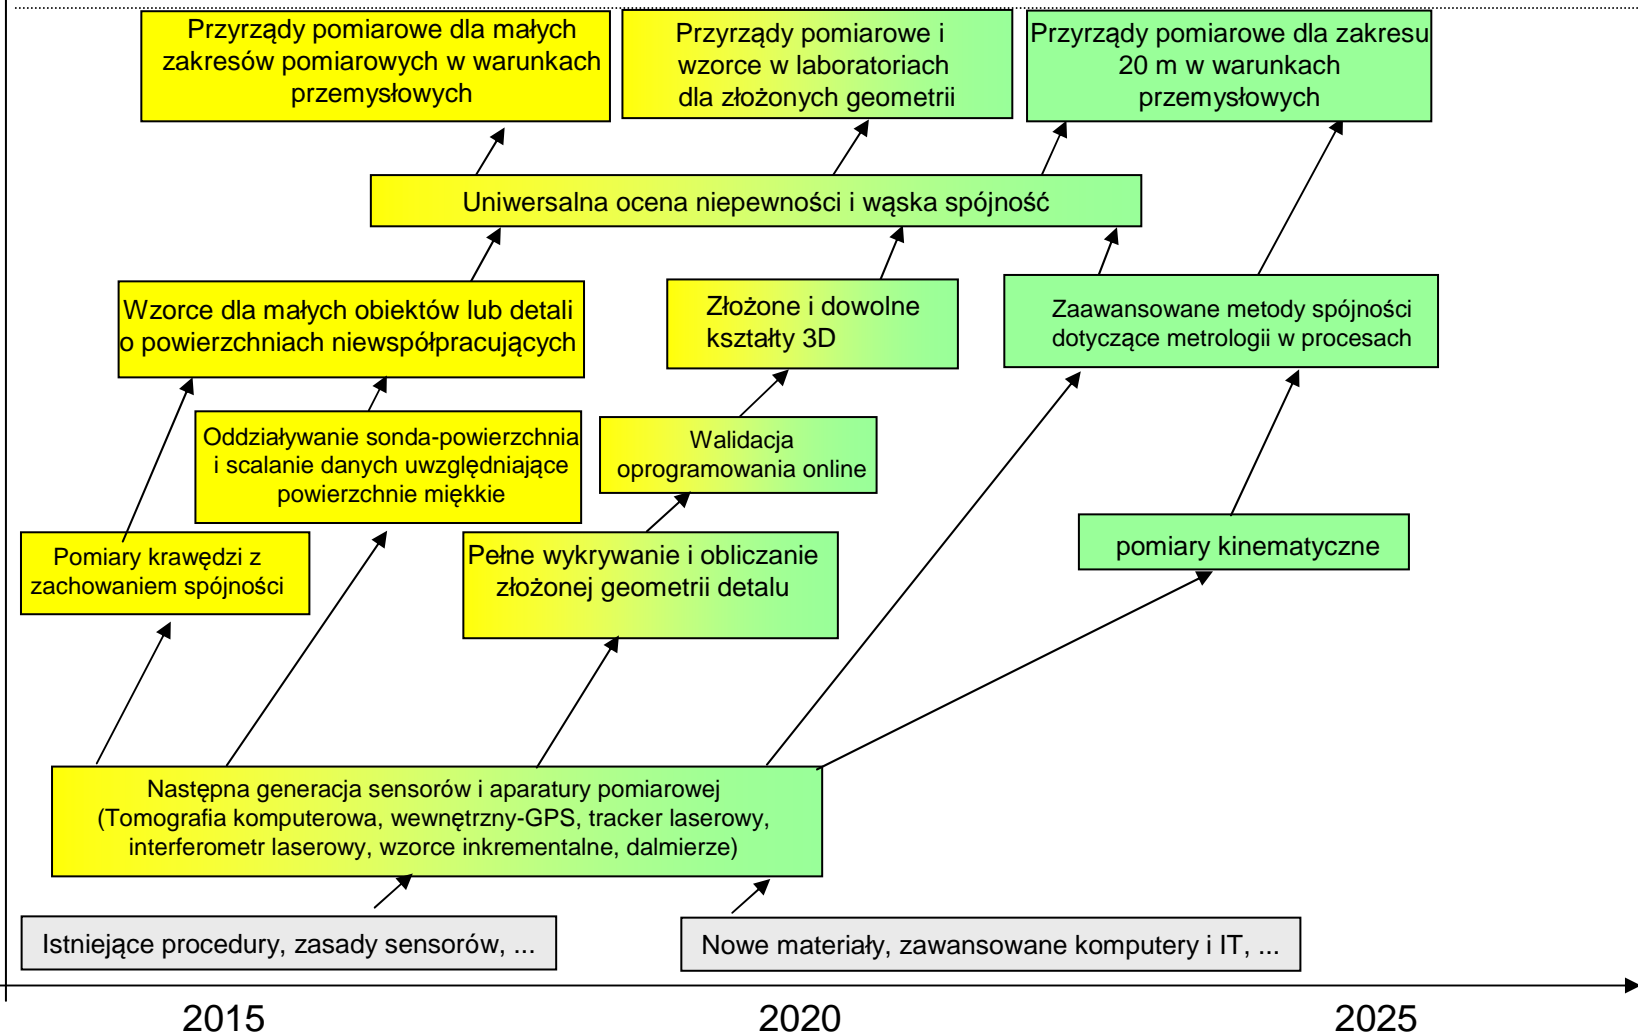 Przyrządy pomiarowe dla małych
zakresów pomiarowych w warunkach
przemysłowych
Przyrządy pomiarowe i
wzorce w laboratoriach
dla złożonych geometrii
Przyrządy pomiarowe dla zakresu
20 m w warunkach
przemysłowych
Uniwersalna ocena niepewności i wąska spójność
Wzorce dla małych obiektów lub detali
o powierzchniach niewspółpracujących
Złożone i dowolne
kształty 3D
Zaawansowane metody spójności
dotyczące metrologii w procesach
Oddziaływanie sonda-powierzchnia
i scalanie danych uwzględniające
powierzchnie miękkie
Walidacja
oprogramowania online
Pomiary krawędzi z
zachowaniem spójności
Pełne wykrywanie i obliczanie
złożonej geometrii detalu
pomiary kinematyczne
Następna generacja sensorów i aparatury pomiarowej
(Tomografia komputerowa, wewnętrzny-GPS, tracker laserowy,
interferometr laserowy, wzorce inkrementalne, dalmierze)
Istniejące procedury, zasady sensorów, ...
Nowe materiały, zawansowane komputery i IT, ...
2015
2020
2025